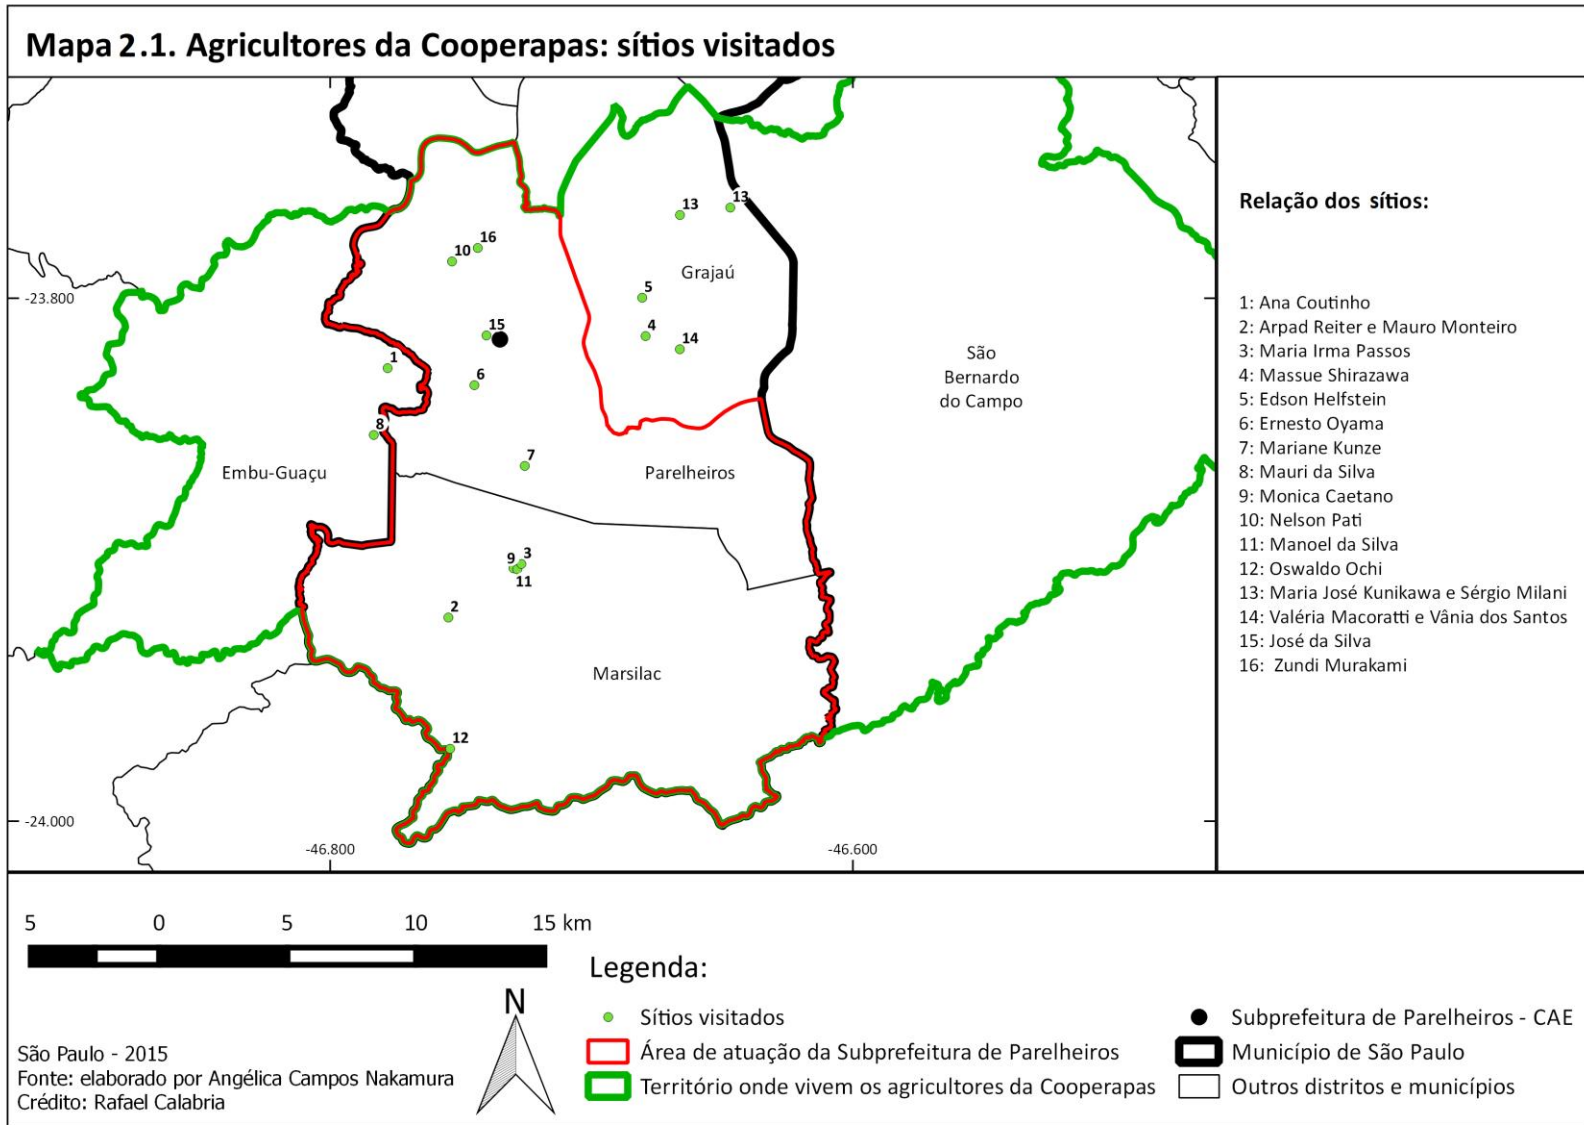 Mapa 2.1. Agricultores da Cooperapas: sítios visitados
13
13
16
10
Grajaú
5
-23.800
15
4
14
1
6
São
Bernardo
do Campo
8
7
Embu-Guaçu
Parelheiros
3
9
11
2
Marsilac
12
-24.000
-46.800
-46.600
Relação dos sítios:
1: Ana Coutinho
2: Arpad Reiter e Mauro Monteiro
3: Maria Irma Passos
4: Massue Shirazawa
5: Edson Helfstein
6: Ernesto Oyama
7: Mariane Kunze
8: Mauri da Silva
9: Monica Caetano
10: Nelson Pati
11: Manoel da Silva
12: Oswaldo Ochi
13: Maria José Kunikawa e Sérgio Milani
14: Valéria Macoratti e Vânia dos Santos
15: José da Silva
16: Zundi Murakami
5 0 5 10 15 km
N
São Paulo - 2015
Fonte: elaborado por Angélica Campos Nakamura
Crédito: Rafael Calabria
Legenda:
Sítios visitados
Área de atuação da Subprefeitura de Parelheiros
Território onde vivem os agricultores da Cooperapas
Subprefeitura de Parelheiros - CAE
Município de São Paulo
Outros distritos e municípios